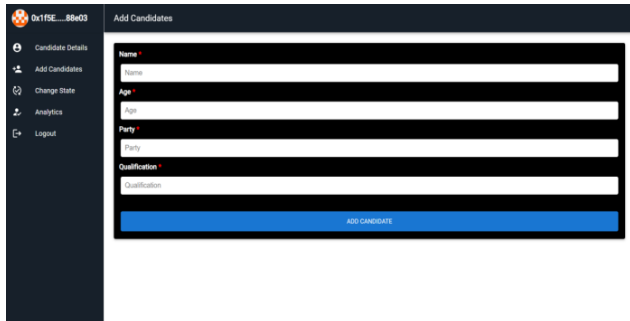 0x1f5E.....88e03
Add Candidates
Candidate Details
Add Candidates
Change State
Analytics
Logout
Name *
Name
Age *
Age
Party *
Party
Qualification *
Qualification
ADD CANDIDATE